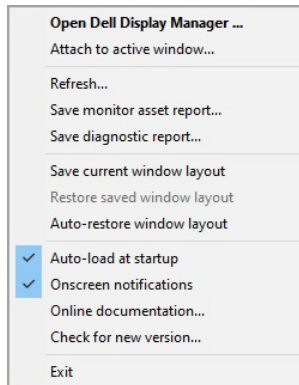 Open Dell Display Manager ...
Attach to active window...
Refresh...
Save monitor asset report...
Save diagnostic report...
Save current window layout
Restore saved window layout
Auto-restore window layout
Auto-load at startup
Onscreen notifications
Online documentation...
Check for new version...
Exit